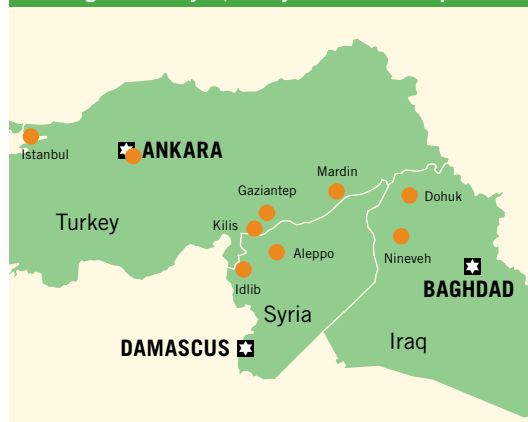 Istanbul
ANKARA
Mardin
Gaziantep
Dohuk
Turkey
Kilis
Aleppo
Nineveh
Idlib
BAGHDAD
Syria
DAMASCUS
Iraq